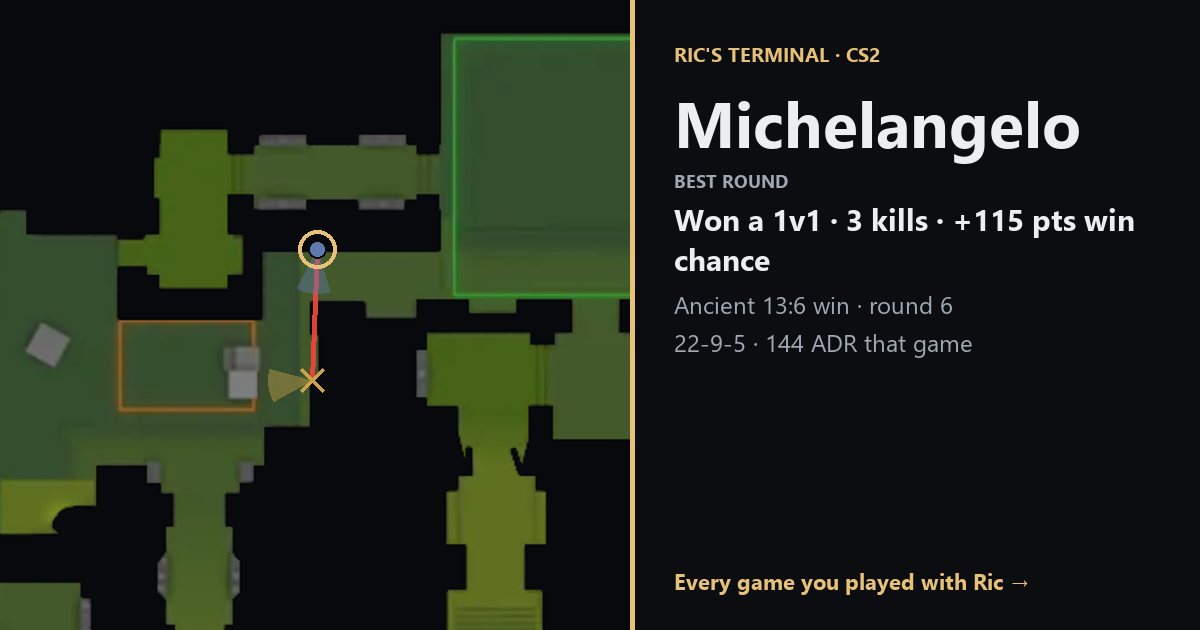 RIC'S TERMINAL · CS2
Michelangelo
BEST ROUND
Won a 1v1 · 3 kills · +115 pts win
chance
Ancient 13:6 win · round 6
22-9-5 · 144 ADR that game
Every game you played with Ric →